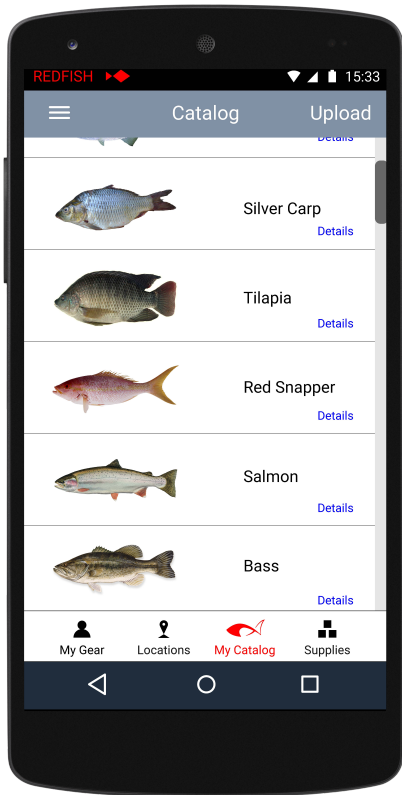 REDFISH 15:33
Catalog Upload
Details
Silver Carp
Details
Tilapia
Details
Red Snapper
Details
Salmon
Details
Bass
Details
My Gear Locations My Catalog Supplies